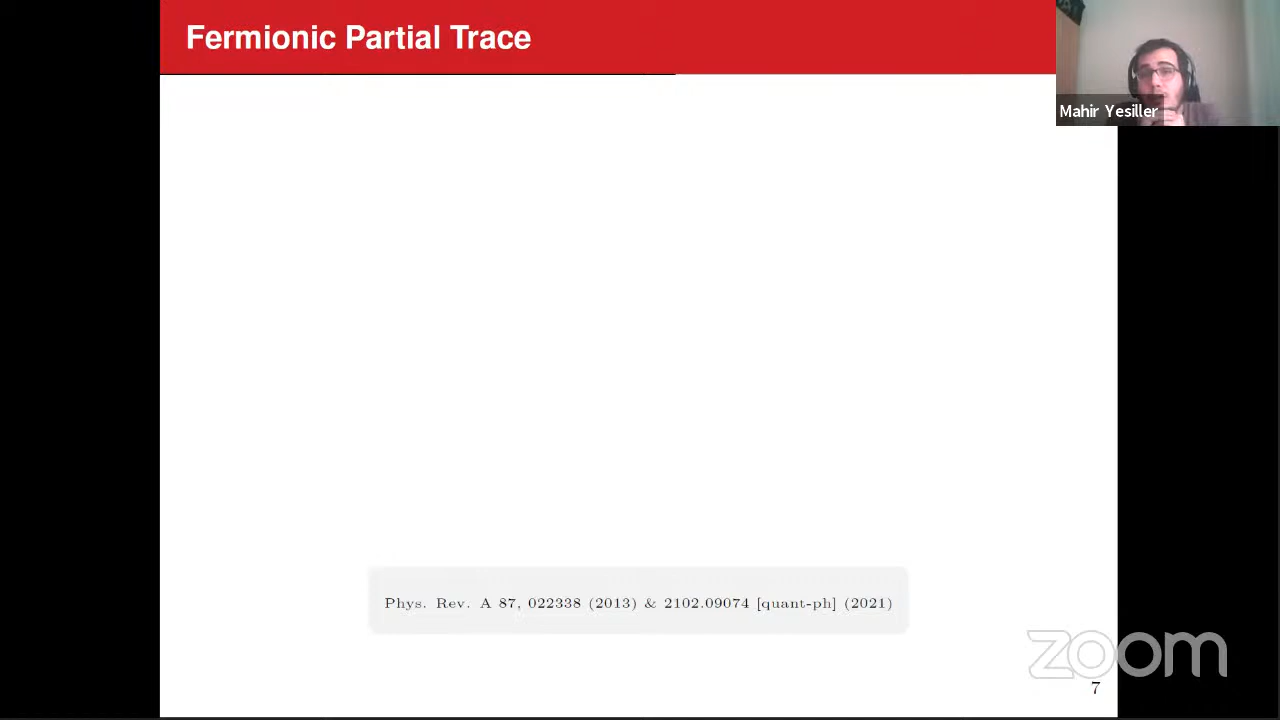 Fermionic Partial Trace
Mahir Yesiller
Phys. Rev. A 87, 022338 (2013) & 2102.09074 [quant-ph] (2021)
zoom
7